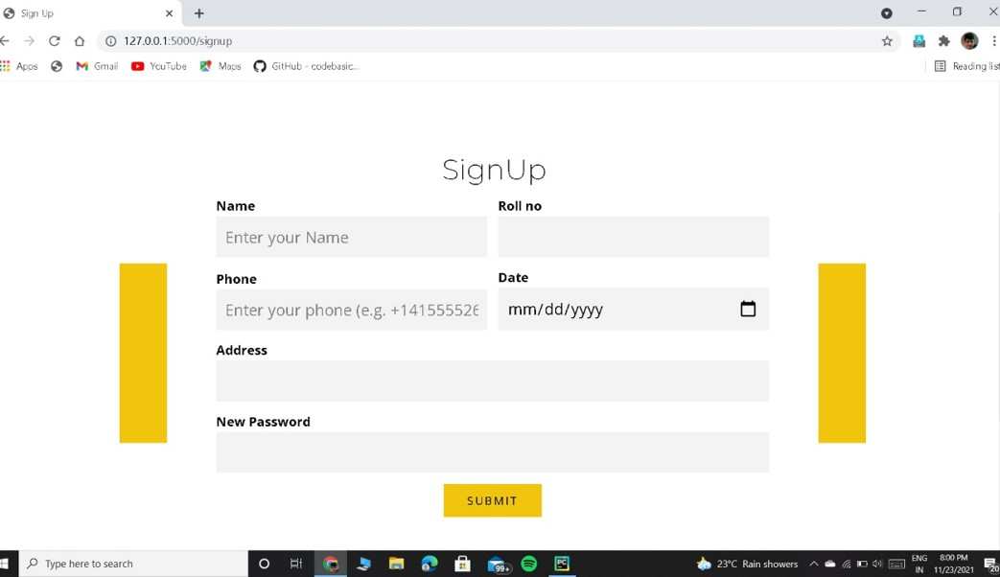 Sign Up
127.0.0.1:5000/signup
Apps Gmail YouTube Maps GitHub - codebasic... Reading list
SignUp
Name Roll no
Enter your Name
Phone Date
Enter your phone (e.g. +141555526 mm/dd/yyyy
Address
New Password
SUBMIT
Type here to search 99+ PC 23°C Rain showers ENG 8:00 PM
IN 11/23/2021 20